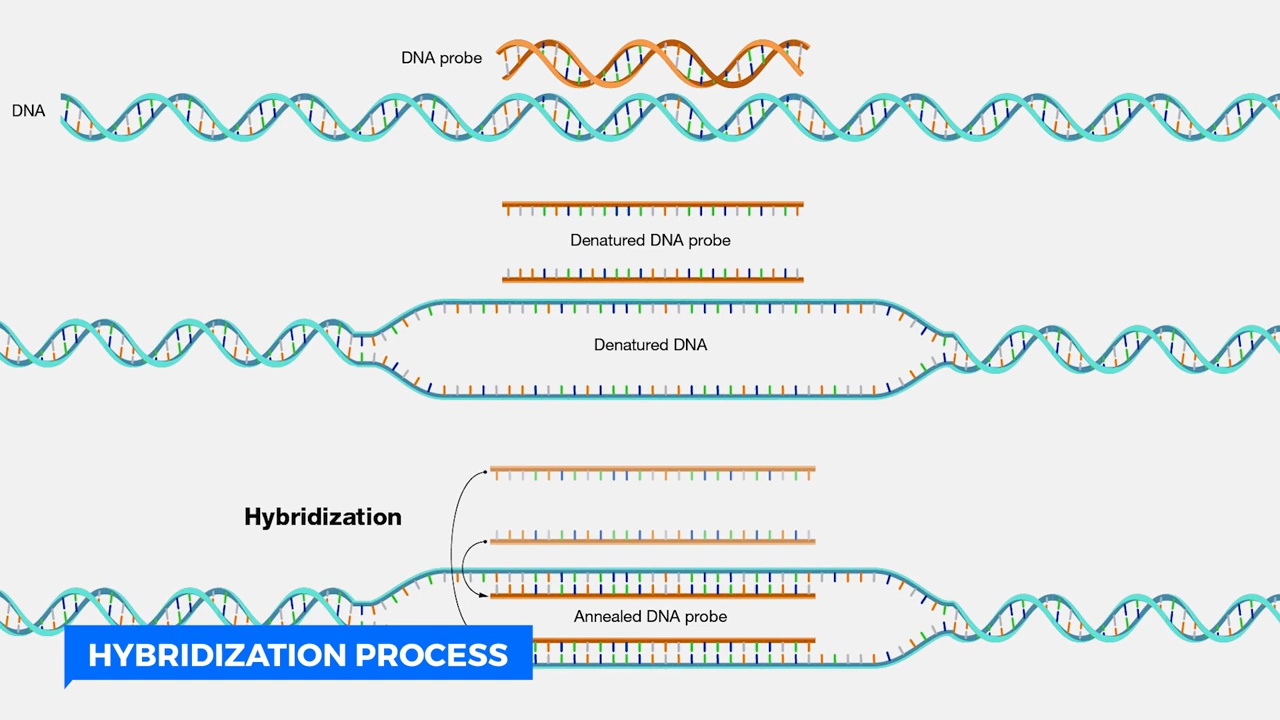 DNA probe
DNA
Denatured DNA probe
Denatured DNA
Hybridization
Annealed DNA probe
HYBRIDIZATION PROCESS